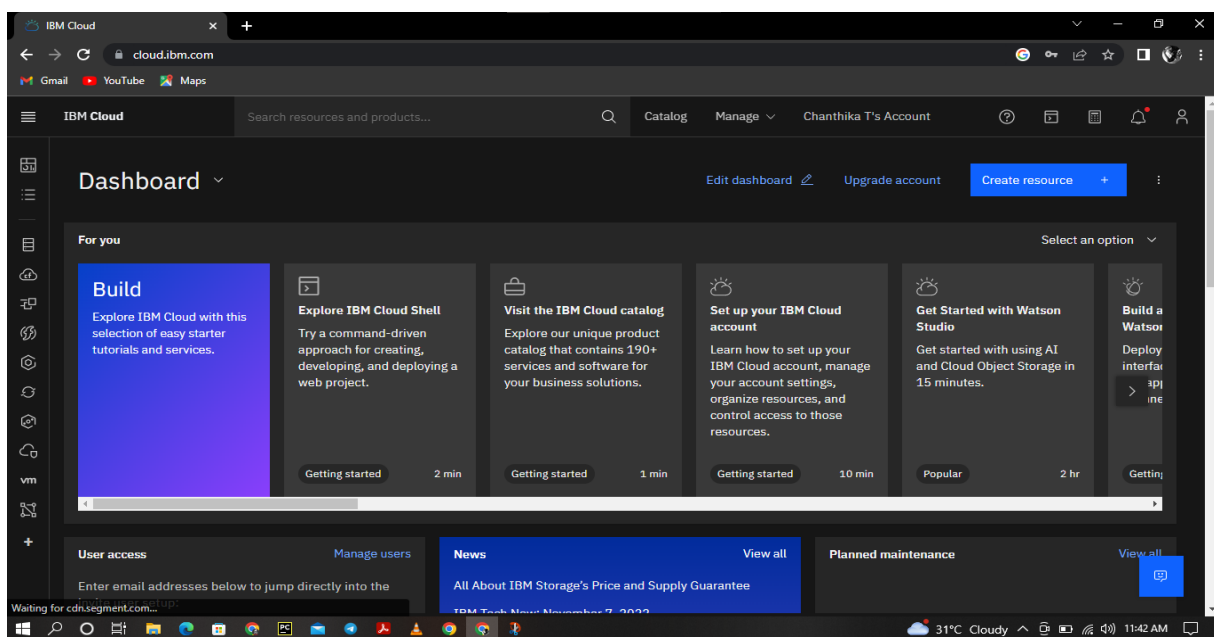 IBM Cloud
cloud.ibm.com
Gmail YouTube Maps
IBM Cloud Search resources and products... Catalog Manage Chanthika T's Account
Dashboard
Edit dashboard Upgrade account Create resource +
For you
Select an option
Build
Explore IBM Cloud with this
selection of easy starter
tutorials and services.
Explore IBM Cloud Shell
Try a command-driven
approach for creating,
developing, and deploying a
web project.
Getting started 2 min
Visit the IBM Cloud catalog
Explore our unique product
catalog that contains 190+
services and software for
your business solutions.
Getting started 1 min
Set up your IBM Cloud
account
Learn how to set up your
IBM Cloud account, manage
your account settings,
organize resources, and
control access to those
resources.
Getting started 10 min
Get Started with Watson
Studio
Get started with using AI
and Cloud Object Storage in
15 minutes.
Popular 2 hr
Build a
Deploy
vm
User access Manage users
Enter email addresses below to jump directly into the
News View all
All About IBM Storage's Price and Supply Guarantee
IBM Tech Now: November 7, 2022
Planned maintenance View all
Waiting for cdn.segment.com...
31°C Cloudy 11:42 AM